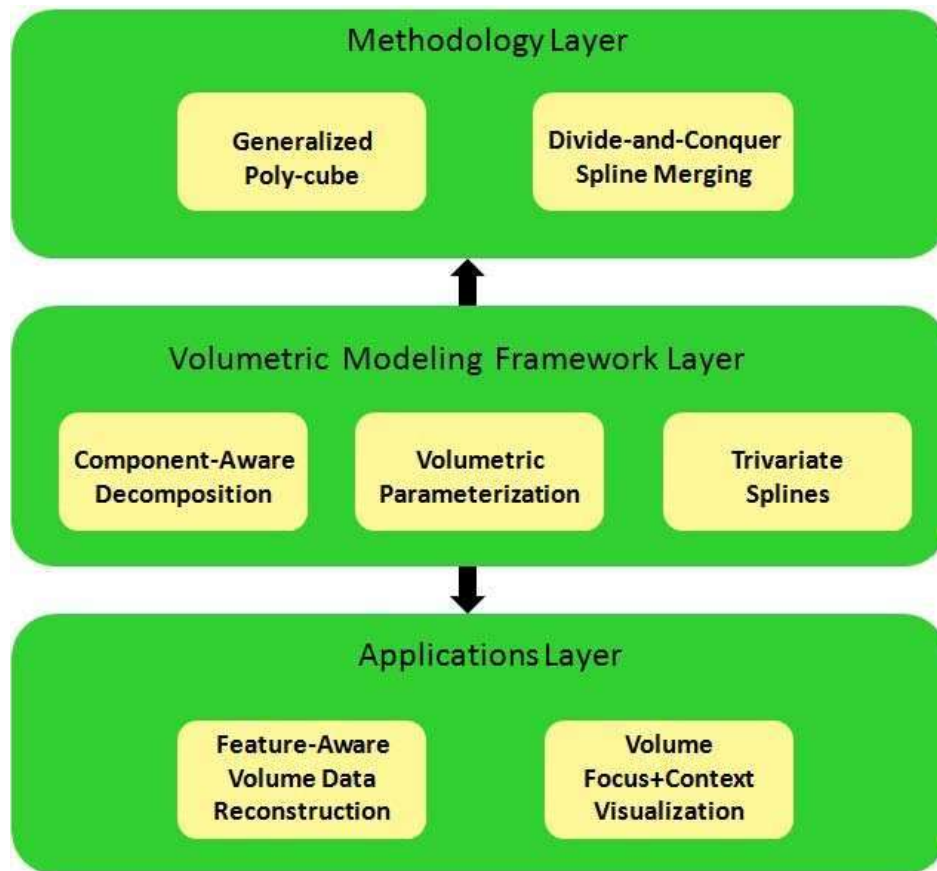 Methodology Layer
Generalized
Poly-cube
Divide-and-Conquer
Spline Merging
Volumetric Modeling Framework Layer
Component-Aware
Decomposition
Volumetric
Parameterization
Trivariate
Splines
Applications Layer
Feature-Aware
Volume Data
Reconstruction
Volume
Focus+Context
Visualization